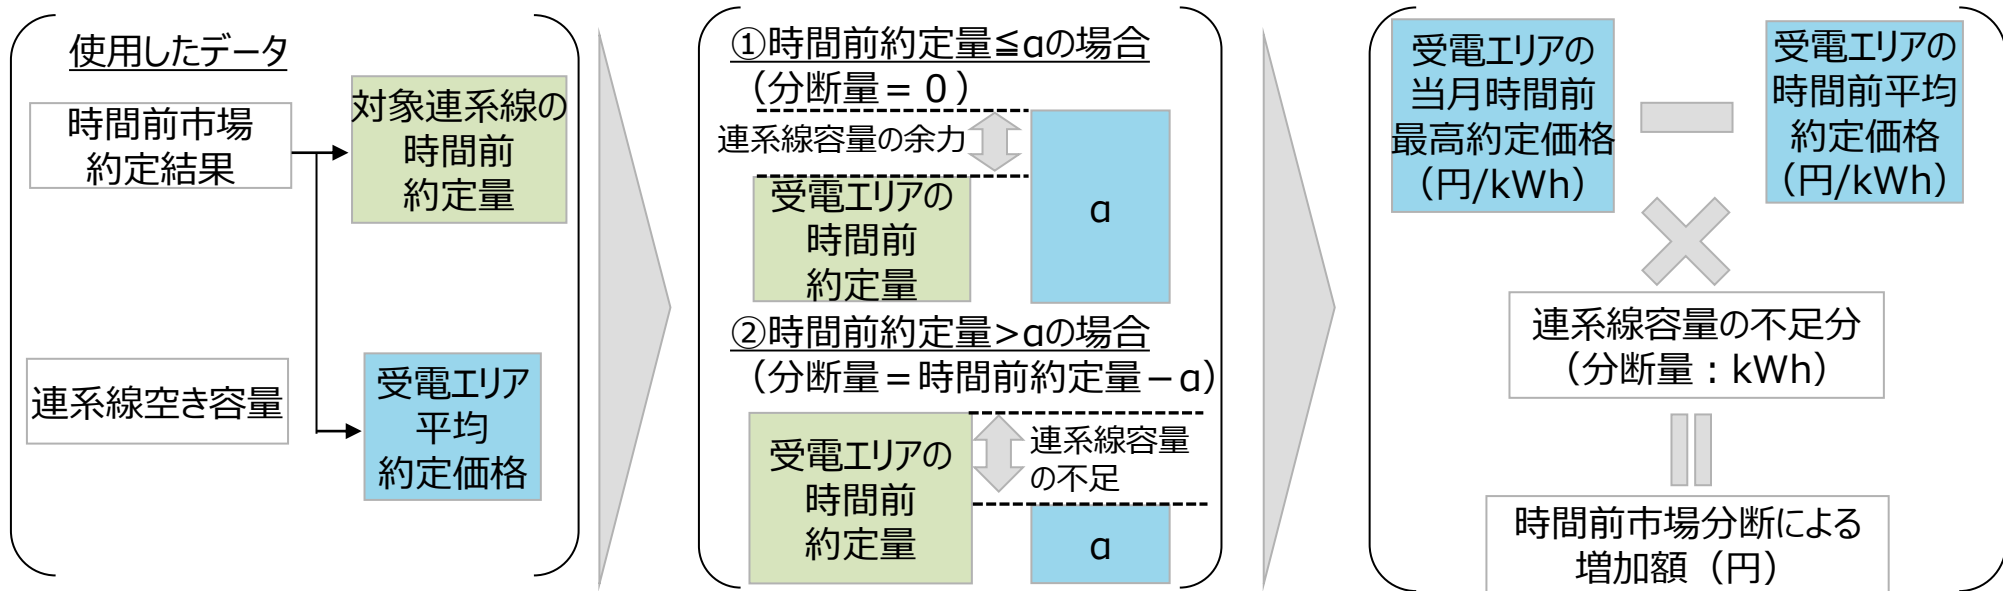 使用したデータ
時間前市場
約定結果
対象連系線の
時間前
約定量
連系線空き容量
受電エリア
平均
約定価格
①時間前約定量≦αの場合
（分断量＝０）
連系線容量の余力
受電エリアの
時間前
約定量
α
②時間前約定量>αの場合
（分断量＝時間前約定量－α）
受電エリアの
時間前
約定量
連系線容量
の不足
α
受電エリアの
当月時間前
最高約定価格
（円/kWh）
受電エリアの
時間前平均
約定価格
（円/kWh）
連系線容量の不足分
（分断量：kWh）
時間前市場分断による
増加額（円）